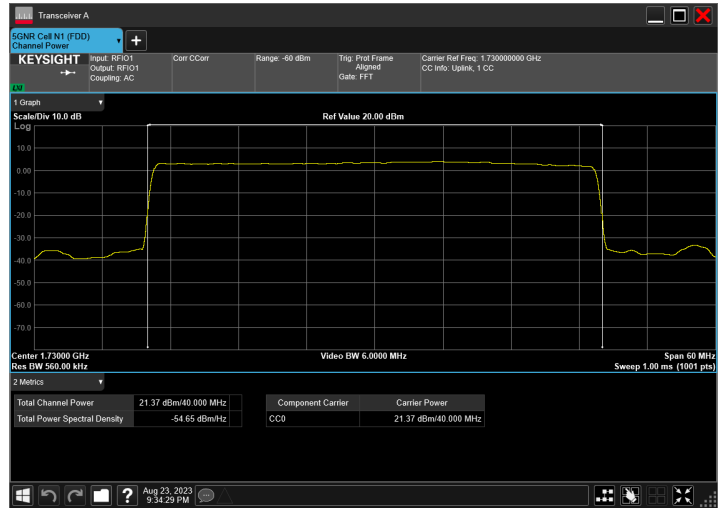 Transceiver A
5GNR Cell N1 (FDD)
Channel Power
KEYSIGHT
LXI
Input: RFIO1
Output: RFIO1
Coupling: AC
Corr CCorr
Range: -60 dBm
Trig: Prot Frame
Aligned
Gate: FFT
Carrier Ref Freq: 1.730000000 GHz
CC Info: Uplink, 1 CC
1 Graph
Scale/Div 10.0 dB
Ref Value 20.00 dBm
Log
10.0
0.00
-10.0
-20.0
-30.0
-40.0
-50.0
-60.0
-70.0
Center 1.73000 GHz
Video BW 6.0000 MHz
Span 60 MHz
Res BW 560.00 kHz
Sweep 1.00 ms (1001 pts)
2 Metrics
Total Channel Power 21.37 dBm/40.000 MHz
Total Power Spectral Density -54.65 dBm/Hz
Component Carrier Carrier Power
CC0 21.37 dBm/40.000 MHz
?
Aug 23, 2023
9:34:29 PM